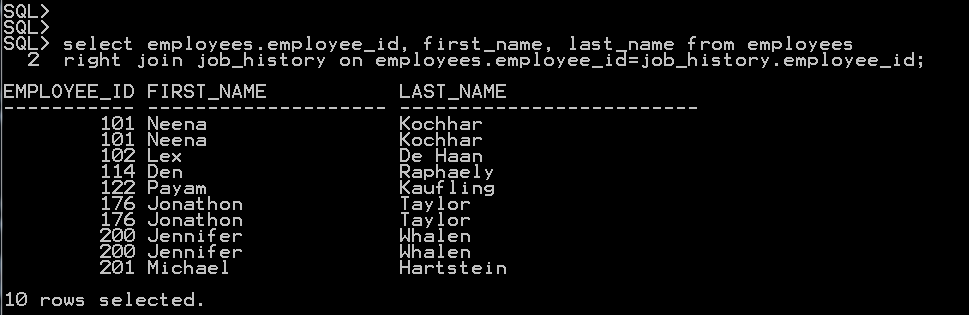 SQL>
SQL>
SQL> select employees.employee_id, first_name, last_name from employees
  2  right join job_history on employees.employee_id=job_history.employee_id;

EMPLOYEE_ID FIRST_NAME           LAST_NAME
----------- -------------------- -------------------------
        101 Neena                Kochhar
        101 Neena                Kochhar
        102 Lex                  De Haan
        114 Den                  Raphaely
        122 Payam                Kaufling
        176 Jonathon             Taylor
        176 Jonathon             Taylor
        200 Jennifer             Whalen
        200 Jennifer             Whalen
        201 Michael              Hartstein

10 rows selected.